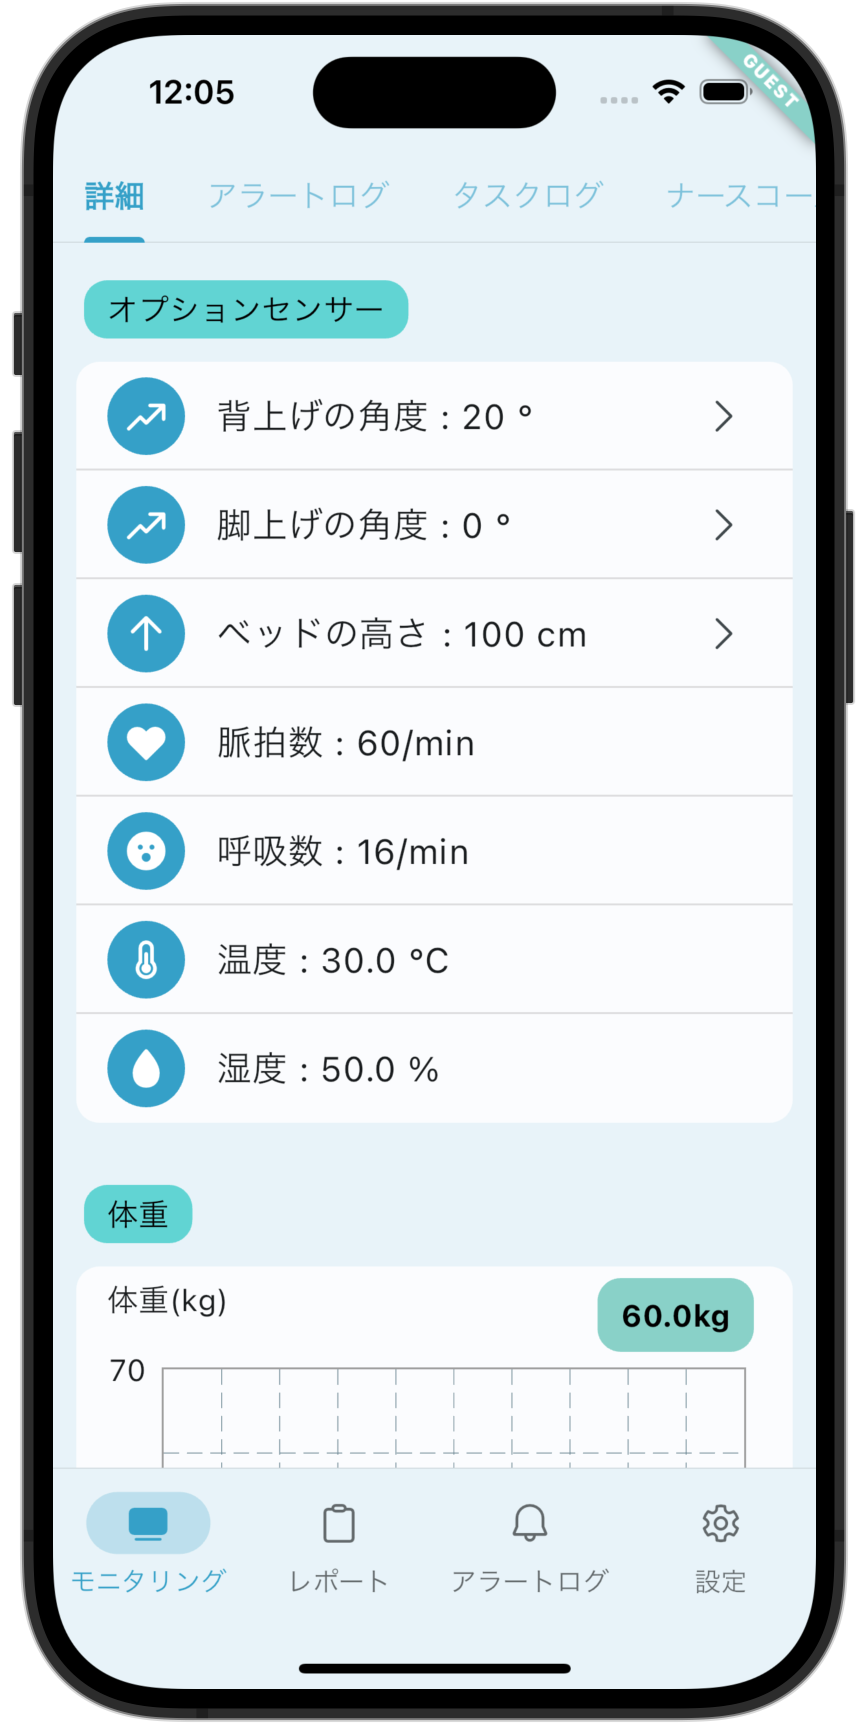 12:05
GUEST
詳細 アラートログ タスクログ ナースコー
オプションセンサー
背上げの角度 : 20 °
脚上げの角度 : 0 °
ベッドの高さ : 100 cm
脈拍数 : 60/min
呼吸数 : 16/min
温度 : 30.0 °C
湿度 : 50.0 %
体重
体重(kg)
60.0kg
70
モニタリング レポート アラートログ 設定